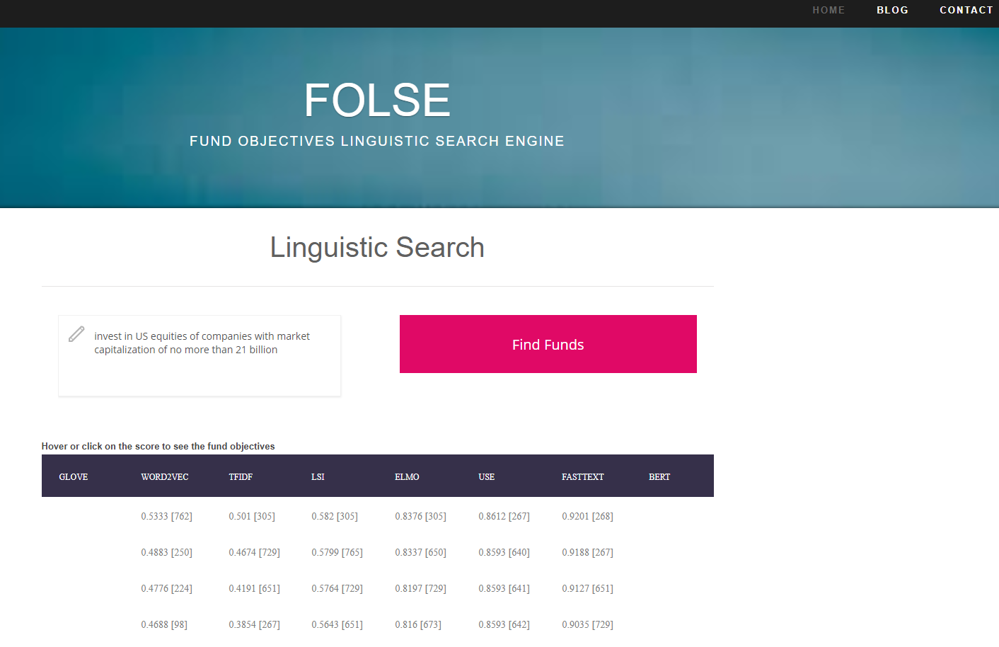 HOME BLOG CONTACT
FOLSE
FUND OBJECTIVES LINGUISTIC SEARCH ENGINE
Linguistic Search
invest in US equities of companies with market
capitalization of no more than 21 billion
Find Funds
Hover or click on the score to see the fund objectives
GLOVE WORD2VEC TFIDF LSI ELMO USE FASTTEXT BERT
0.5333 [762] 0.501 [305] 0.582 [305] 0.8376 [305] 0.8612 [267] 0.9201 [268]
0.4883 [250] 0.4674 [729] 0.5799 [765] 0.8337 [650] 0.8593 [640] 0.9188 [267]
0.4776 [224] 0.4191 [651] 0.5764 [729] 0.8197 [729] 0.8593 [641] 0.9127 [651]
0.4688 [98] 0.3854 [267] 0.5643 [651] 0.816 [673] 0.8593 [642] 0.9035 [729]